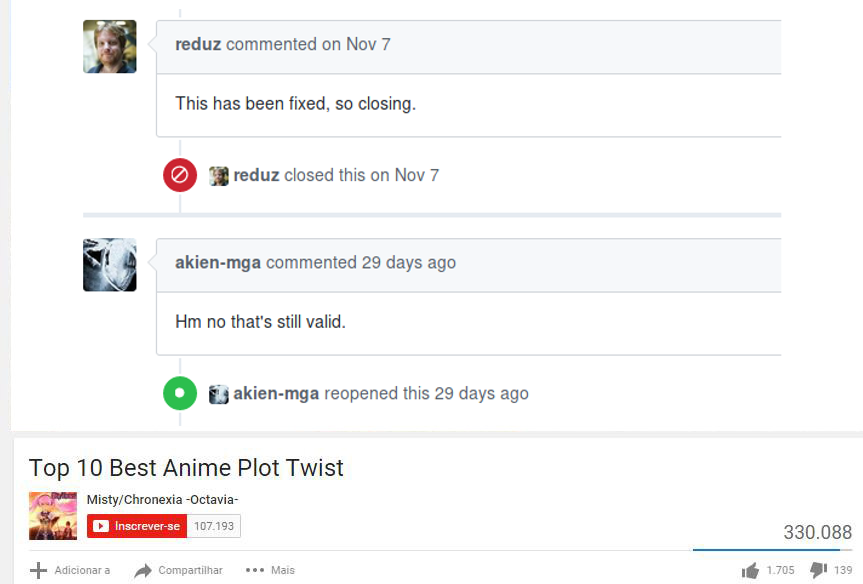 reduz commented on Nov 7
This has been fixed, so closing.
reduz closed this on Nov 7
akien-mga commented 29 days ago
Hm no that's still valid.
akien-mga reopened this 29 days ago
Top 10 Best Anime Plot Twist
Misty/Chronexia -Octavia-
Inscrever-se 107.193
330.088
Adicionar a Compartilhar Mais 1.705 139